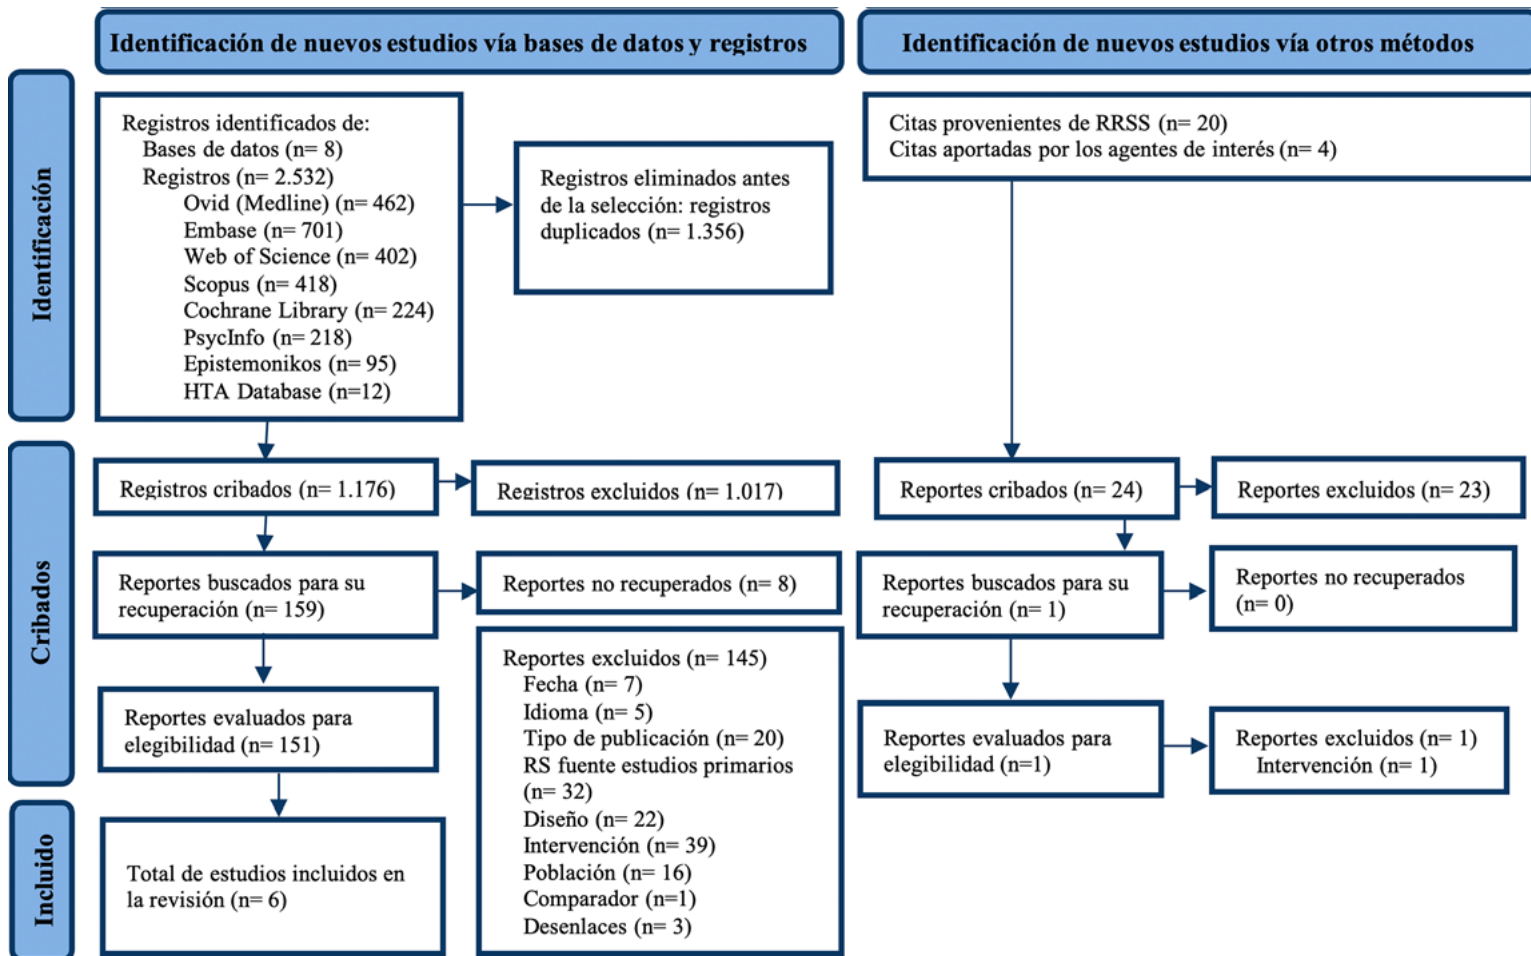 Identificación de nuevos estudios vía bases de datos y registros
Identificación de nuevos estudios vía otros métodos
Identificación
Registros identificados de:
Bases de datos (n= 8)
Registros (n= 2.532)
Ovid (Medline) (n= 462)
Embase (n= 701)
Web of Science (n= 402)
Scopus (n= 418)
Cochrane Library (n= 224)
PsycInfo (n= 218)
Epistemonikos (n= 95)
HTA Database (n=12)
Registros eliminados antes
de la selección: registros
duplicados (n= 1.356)
Citas provenientes de RRSS (n= 20)
Citas aportadas por los agentes de interés (n= 4)
Cribados
Registros cribados (n= 1.176)
Registros excluidos (n= 1.017)
Reportes cribados (n= 24)
Reportes excluidos (n= 23)
Reportes buscados para su
recuperación (n= 159)
Reportes no recuperados (n= 8)
Reportes buscados para su
recuperación (n= 1)
Reportes no recuperados
(n= 0)
Reportes evaluados para
elegibilidad (n= 151)
Reportes excluidos (n= 145)
Fecha (n= 7)
Idioma (n= 5)
Tipo de publicación (n= 20)
RS fuente estudios primarios
(n= 32)
Diseño (n= 22)
Intervención (n= 39)
Población (n= 16)
Comparador (n=1)
Desenlaces (n= 3)
Reportes evaluados para
elegibilidad (n=1)
Reportes excluidos (n= 1)
Intervención (n= 1)
Incluido
Total de estudios incluidos en
la revisión (n= 6)